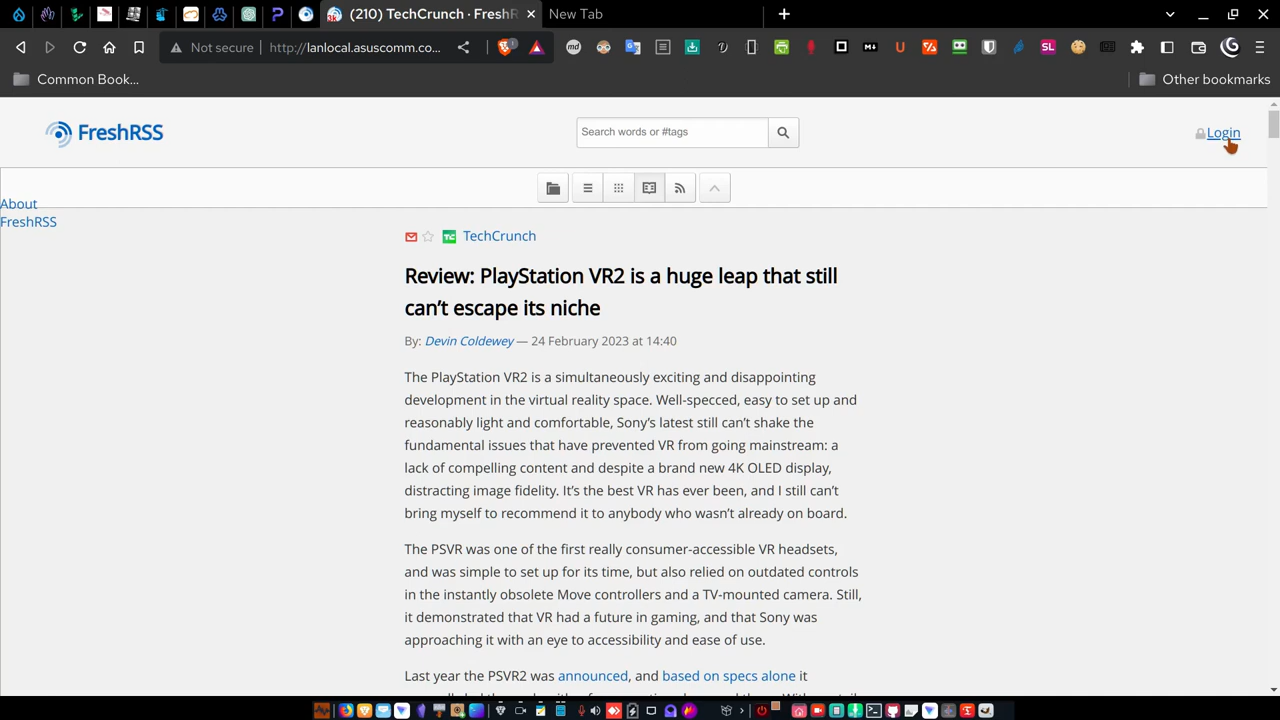 (210) TechCrunch · FreshR
New Tab
Not secure
http://lanlocal.asuscomm.co...
Common Book...
Other bookmarks
FreshRSS
Search words or #tags
Login
About
FreshRSS
TechCrunch
Review: PlayStation VR2 is a huge leap that still
can’t escape its niche
By: Devin Coldewey — 24 February 2023 at 14:40
The PlayStation VR2 is a simultaneously exciting and disappointing
development in the virtual reality space. Well-specced, easy to set up and
reasonably light and comfortable, Sony’s latest still can’t shake the
fundamental issues that have prevented VR from going mainstream: a
lack of compelling content and despite a brand new 4K OLED display,
distracting image fidelity. It’s the best VR has ever been, and I still can’t
bring myself to recommend it to anybody who wasn’t already on board.
The PSVR was one of the first really consumer-accessible VR headsets,
and was simple to set up for its time, but also relied on outdated controls
in the instantly obsolete Move controllers and a TV-mounted camera. Still,
it demonstrated that VR had a future in gaming, and that Sony was
approaching it with an eye to accessibility and ease of use.
Last year the PSVR2 was announced, and based on specs alone it